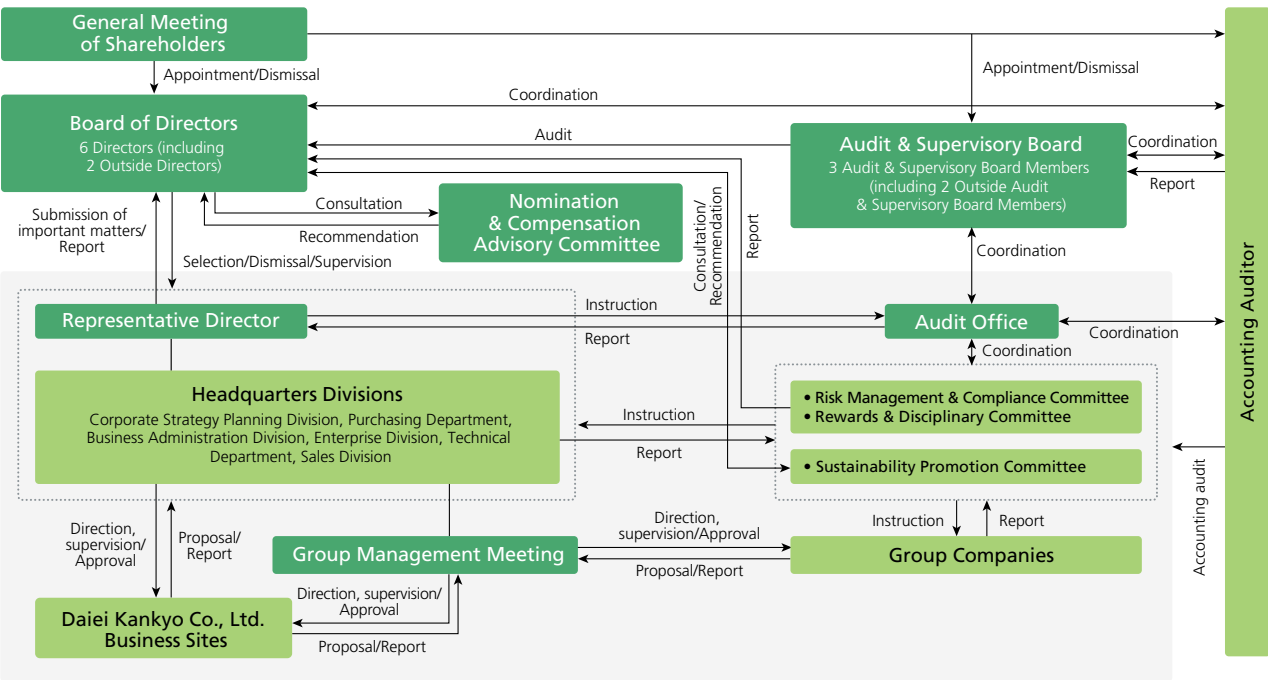 General Meeting
of Shareholders
Appointment/Dismissal
Appointment/Dismissal
Coordination
Board of Directors
6 Directors (including
2 Outside Directors)
Audit
Audit & Supervisory Board
3 Audit & Supervisory Board Members
(including 2 Outside Audit
& Supervisory Board Members)
Coordination
Report
Submission of
important matters/
Report
Consultation
Recommendation
Nomination
& Compensation
Advisory Committee
Consultation/
Recommendation
Report
Coordination
Selection/Dismissal/Supervision
Accounting Auditor
Representative Director
Instruction
Report
Audit Office
Coordination
Coordination
Headquarters Divisions
Corporate Strategy Planning Division, Purchasing Department,
Business Administration Division, Enterprise Division, Technical
Department, Sales Division
Instruction
Report
• Risk Management & Compliance Committee
• Rewards & Disciplinary Committee
• Sustainability Promotion Committee
Accounting audit
Direction,
supervision/
Approval
Proposal/
Report
Direction,
supervision/Approval
Proposal/Report
Instruction
Report
Group Management Meeting
Group Companies
Direction, supervision/
Approval
Proposal/Report
Daiei Kankyo Co., Ltd.
Business Sites